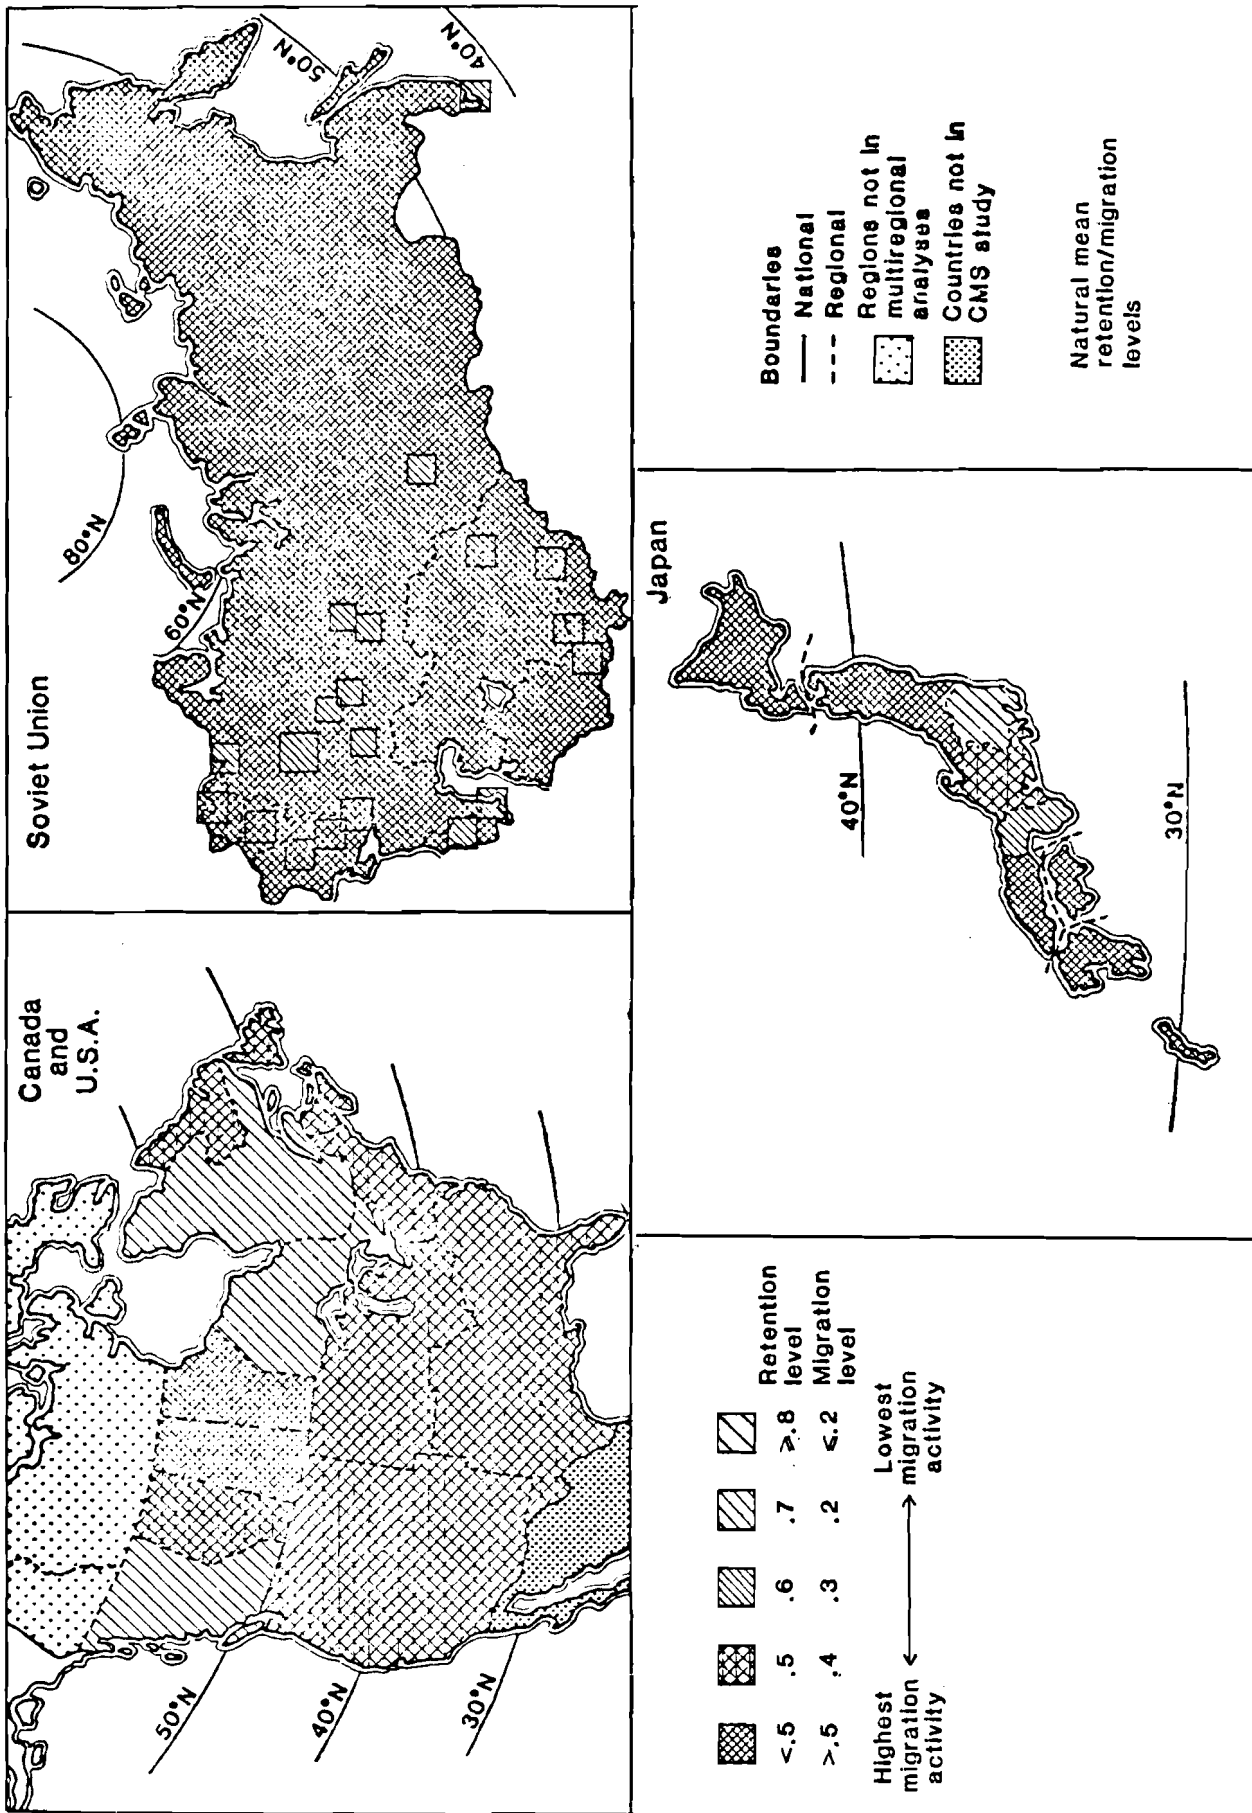 Canada
and
U.S.A.
50°N
40°N
30°N
Soviet Union
80°N
60°N
50°N
40°N
<.5
.5
.6
.7
⩾.8
Retention
level
>.5
.4
.3
.2
⩽.2
Migration
level
Highest
migration
activity
Lowest
migration
activity
Japan
40°N
30°N
Boundaries
National
Regional
Regions not in
multiregional
analyses
Countries not in
CMS study
Natural mean
retention/migration
levels